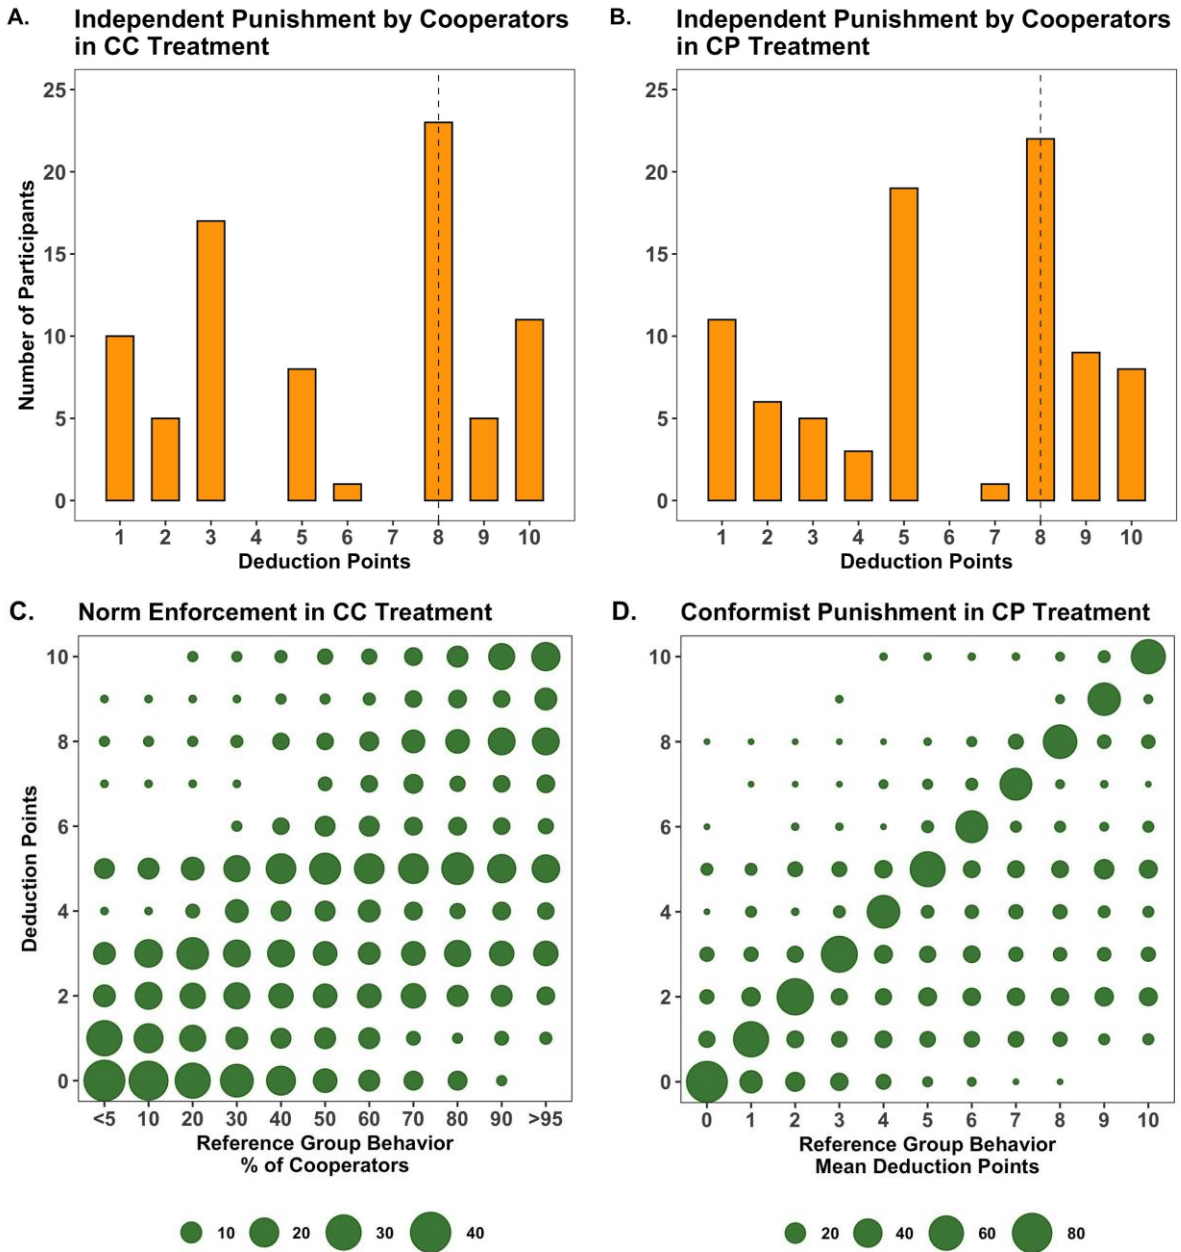 A. Independent Punishment by Cooperators
in CC Treatment
25
20
15
10
5
0
Number of Participants
1 2 3 4 5 6 7 8 9 10
Deduction Points
B. Independent Punishment by Cooperators
in CP Treatment
25
20
15
10
5
0
1 2 3 4 5 6 7 8 9 10
Deduction Points
C. Norm Enforcement in CC Treatment
10
8
6
4
2
0
Deduction Points
<5 10 20 30 40 50 60 70 80 90 >95
Reference Group Behavior
% of Cooperators
10 20 30 40
D. Conformist Punishment in CP Treatment
10
8
6
4
2
0
0 1 2 3 4 5 6 7 8 9 10
Reference Group Behavior
Mean Deduction Points
20 40 60 80